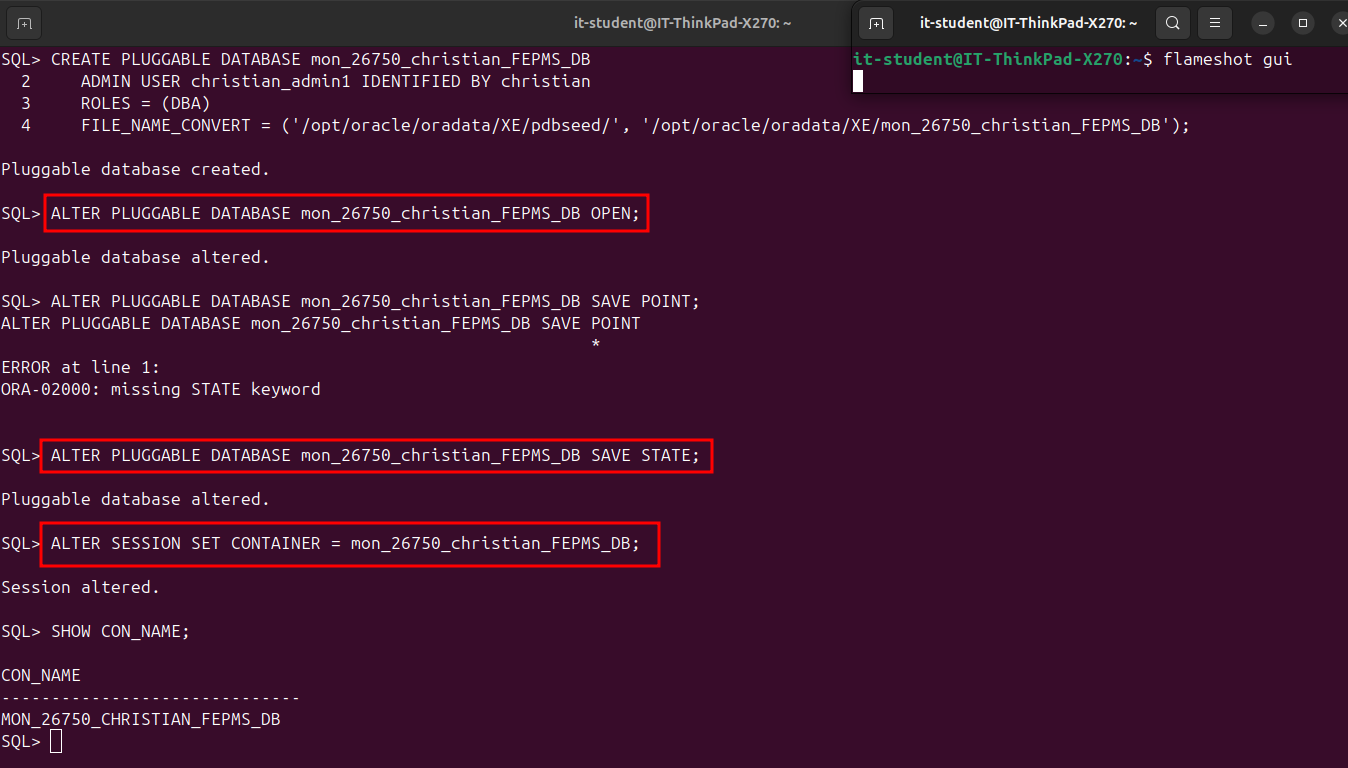 it-student@IT-ThinkPad-X270: ~
SQL> CREATE PLUGGABLE DATABASE mon_26750_christian_FEPMS_DB
  2    ADMIN USER christian_admin1 IDENTIFIED BY christian
  3    ROLES = (DBA)
  4    FILE_NAME_CONVERT = ('/opt/oracle/oradata/XE/pdbseed/', '/opt/oracle/oradata/XE/mon_26750_christian_FEPMS_DB');
Pluggable database created.
SQL> ALTER PLUGGABLE DATABASE mon_26750_christian_FEPMS_DB OPEN;
Pluggable database altered.
SQL> ALTER PLUGGABLE DATABASE mon_26750_christian_FEPMS_DB SAVE POINT;
ALTER PLUGGABLE DATABASE mon_26750_christian_FEPMS_DB SAVE POINT
                                                           *
ERROR at line 1:
ORA-02000: missing STATE keyword
SQL> ALTER PLUGGABLE DATABASE mon_26750_christian_FEPMS_DB SAVE STATE;
Pluggable database altered.
SQL> ALTER SESSION SET CONTAINER = mon_26750_christian_FEPMS_DB;
Session altered.
SQL> SHOW CON_NAME;
CON_NAME
------------------------------
MON_26750_CHRISTIAN_FEPMS_DB
SQL>
it-student@IT-ThinkPad-X270: ~
it-student@IT-ThinkPad-X270:~$ flameshot gui